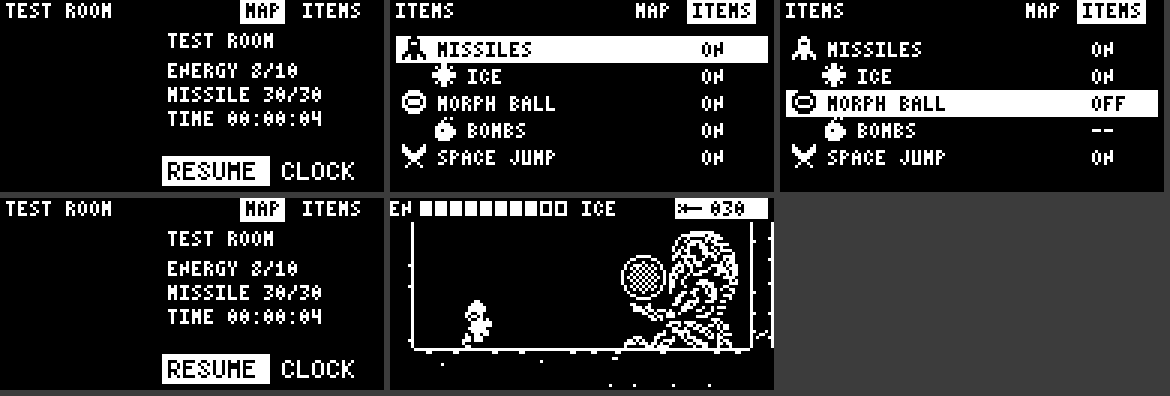 TEST ROOM MAP ITEMS
TEST ROOM
ENERGY 8/10
MISSILE 30/30
TIME 00:00:04
RESUME CLOCK
ITEMS MAP ITEMS
MISSILES ON
ICE ON
MORPH BALL ON
BOMBS ON
SPACE JUMP ON
ITEMS MAP ITEMS
MISSILES ON
ICE ON
MORPH BALL OFF
BOMBS --
SPACE JUMP ON
TEST ROOM MAP ITEMS
TEST ROOM
ENERGY 8/10
MISSILE 30/30
TIME 00:00:04
RESUME CLOCK
EN ICE 030